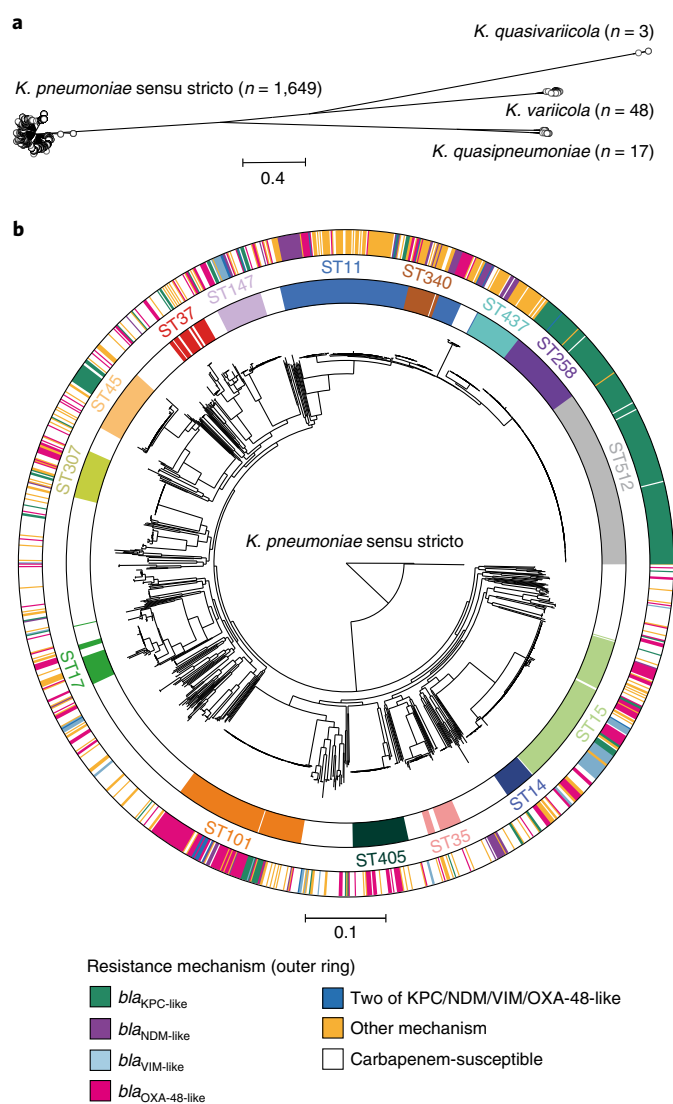 a
K. quasivariicola (n = 3)
K. pneumoniae sensu stricto (n = 1,649)
K. variicola (n = 48)
K. quasipneumoniae (n = 17)
0.4
b
ST11
ST340
ST147
ST437
ST37
ST258
ST45
ST512
ST307
K. pneumoniae sensu stricto
ST17
ST15
ST14
ST101
ST35
ST405
0.1
Resistance mechanism (outer ring)
blaKPC-like
blaNDM-like
blaVIM-like
blaOXA-48-like
Two of KPC/NDM/VIM/OXA-48-like
Other mechanism
Carbapenem-susceptible